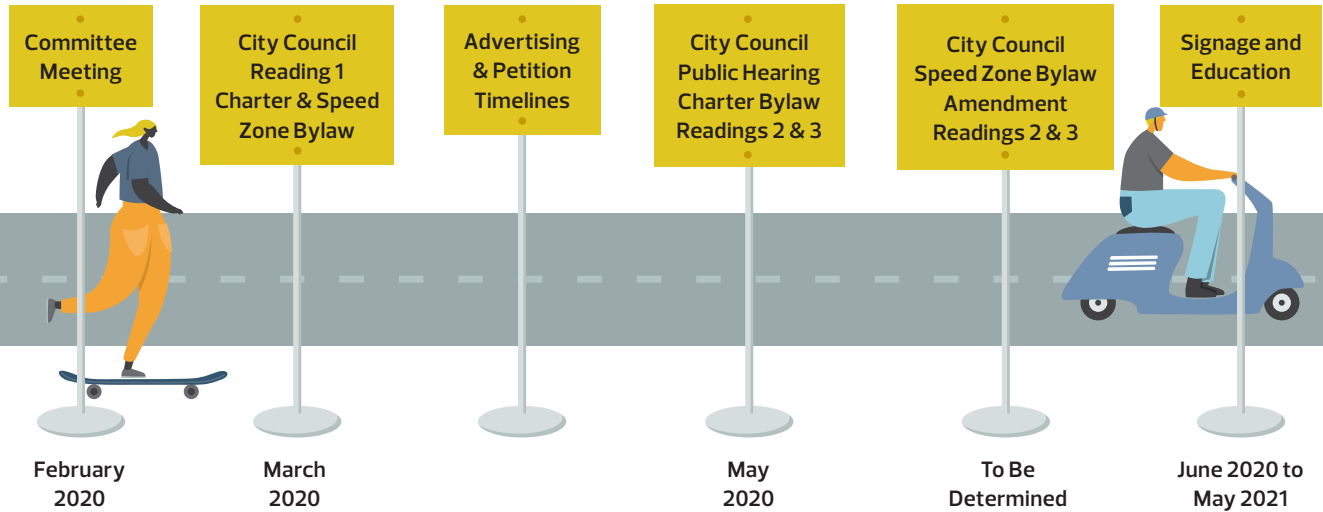 Committee
Meeting
City Council
Reading 1
Charter & Speed
Zone Bylaw
Advertising
& Petition
Timelines
City Council
Public Hearing
Charter Bylaw
Readings 2 & 3
City Council
Speed Zone Bylaw
Amendment
Readings 2 & 3
Signage and
Education
February
2020
March
2020
May
2020
To Be
Determined
June 2020 to
May 2021